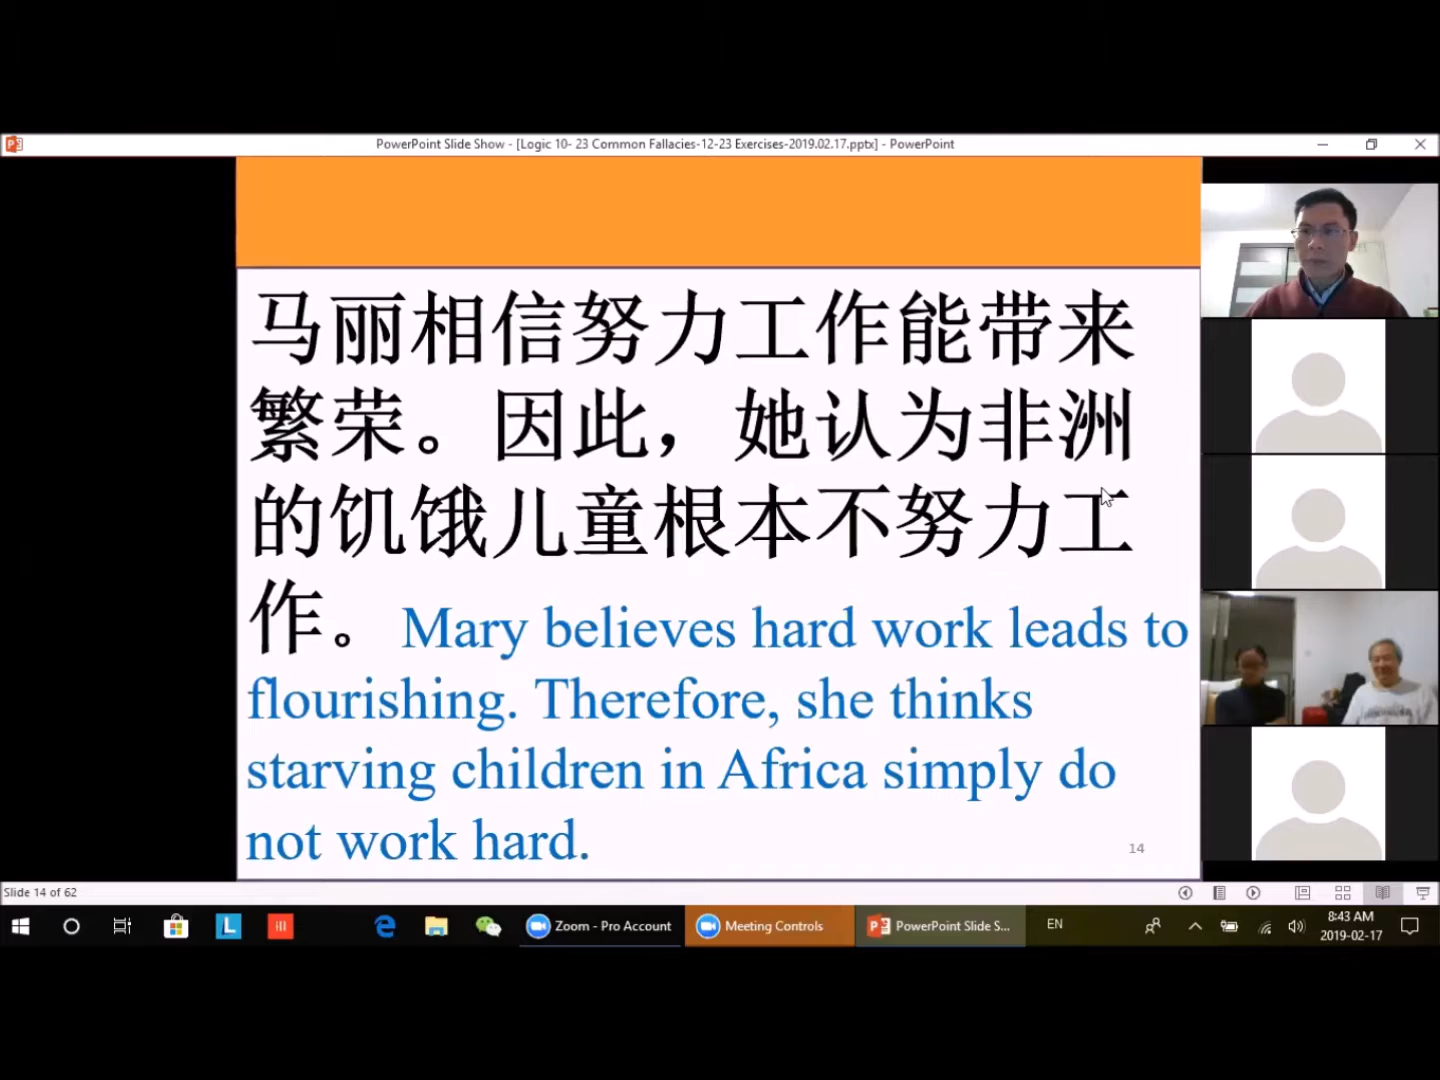 PowerPoint Slide Show - [Logic 10- 23 Common Fallacies-12-23 Exercises-2019.02.17.pptx] - PowerPoint
马丽相信努力工作能带来
繁荣。因此，她认为非洲
的饥饿儿童根本不努力工
作。 Mary believes hard work leads to
flourishing. Therefore, she thinks
starving children in Africa simply do
not work hard.
14
Slide 14 of 62
Zoom - Pro Account
Meeting Controls
PowerPoint Slide S...
EN
8:43 AM
2019-02-17